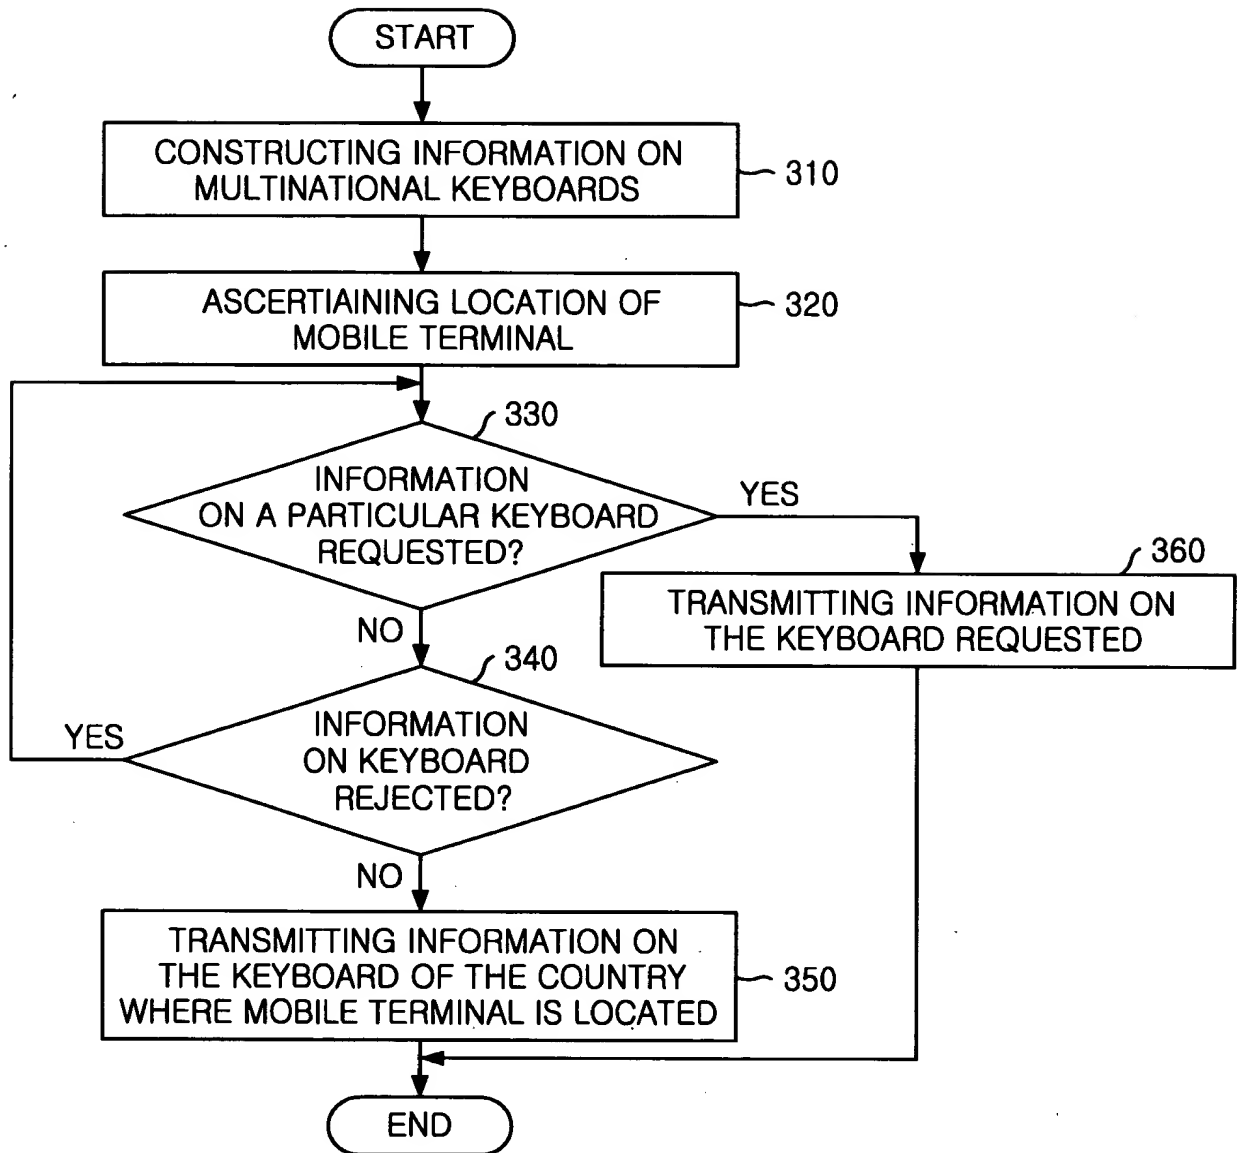 START
CONSTRUCTING INFORMATION ON
MULTINATIONAL KEYBOARDS
310
ASCERTIAINING LOCATION OF
MOBILE TERMINAL
320
330
INFORMATION
ON A PARTICULAR KEYBOARD
REQUESTED?
YES
360
TRANSMITTING INFORMATION ON
THE KEYBOARD REQUESTED
NO
340
INFORMATION
ON KEYBOARD
REJECTED?
YES
NO
TRANSMITTING INFORMATION ON
THE KEYBOARD OF THE COUNTRY
WHERE MOBILE TERMINAL IS LOCATED
350
END